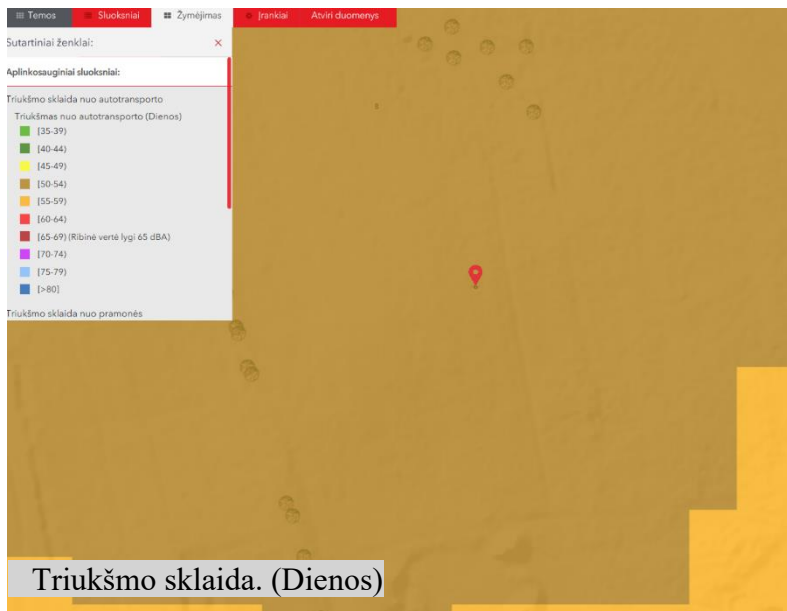 Temos Sluoksniai Žymėjimas Įrankiai Atviri duomenys
Sutartiniai ženklai: ×
Aplinkosauginiai sluoksniai:
Triukšmo sklaida nuo autotransporto
Triukšmas nuo autotransporto (Dienos)
[35-39)
[40-44)
[45-49)
[50-54)
[55-59)
[60-64)
[65-69) (Ribinė vertė lygi 65 dBA)
[70-74)
[75-79)
[>80]
Triukšmo sklaida nuo pramonės
Triukšmo sklaida. (Dienos)